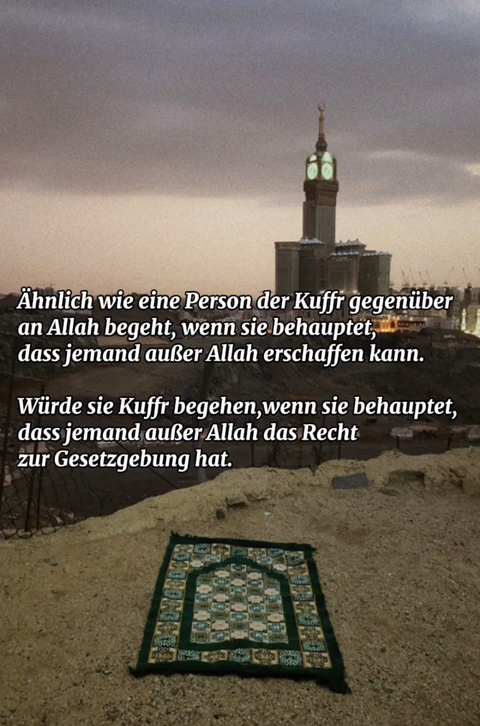 Ähnlich wie eine Person der Kuffr gegenüber
an Allah begeht, wenn sie behauptet,
dass jemand außer Allah erschaffen kann.
Würde sie Kuffr begehen,wenn sie behauptet,
dass jemand außer Allah das Recht
zur Gesetzgebung hat.